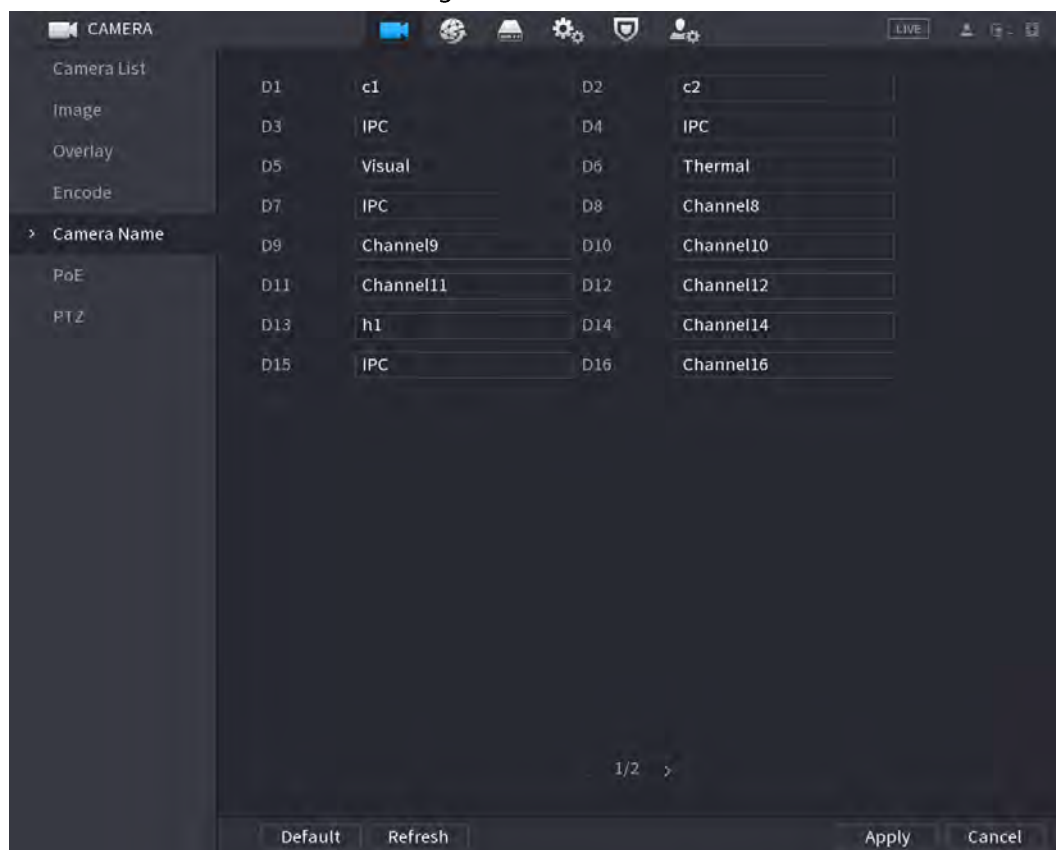 CAMERA LIVE
Camera List
Image
Overlay
Encode
> Camera Name
PoE
PTZ
D1 c1 D2 c2
D3 IPC D4 IPC
D5 Visual D6 Thermal
D7 IPC D8 Channel8
D9 Channel9 D10 Channel10
D11 Channel11 D12 Channel12
D13 h1 D14 Channel14
D15 IPC D16 Channel16
1/2 >
Default Refresh Apply Cancel